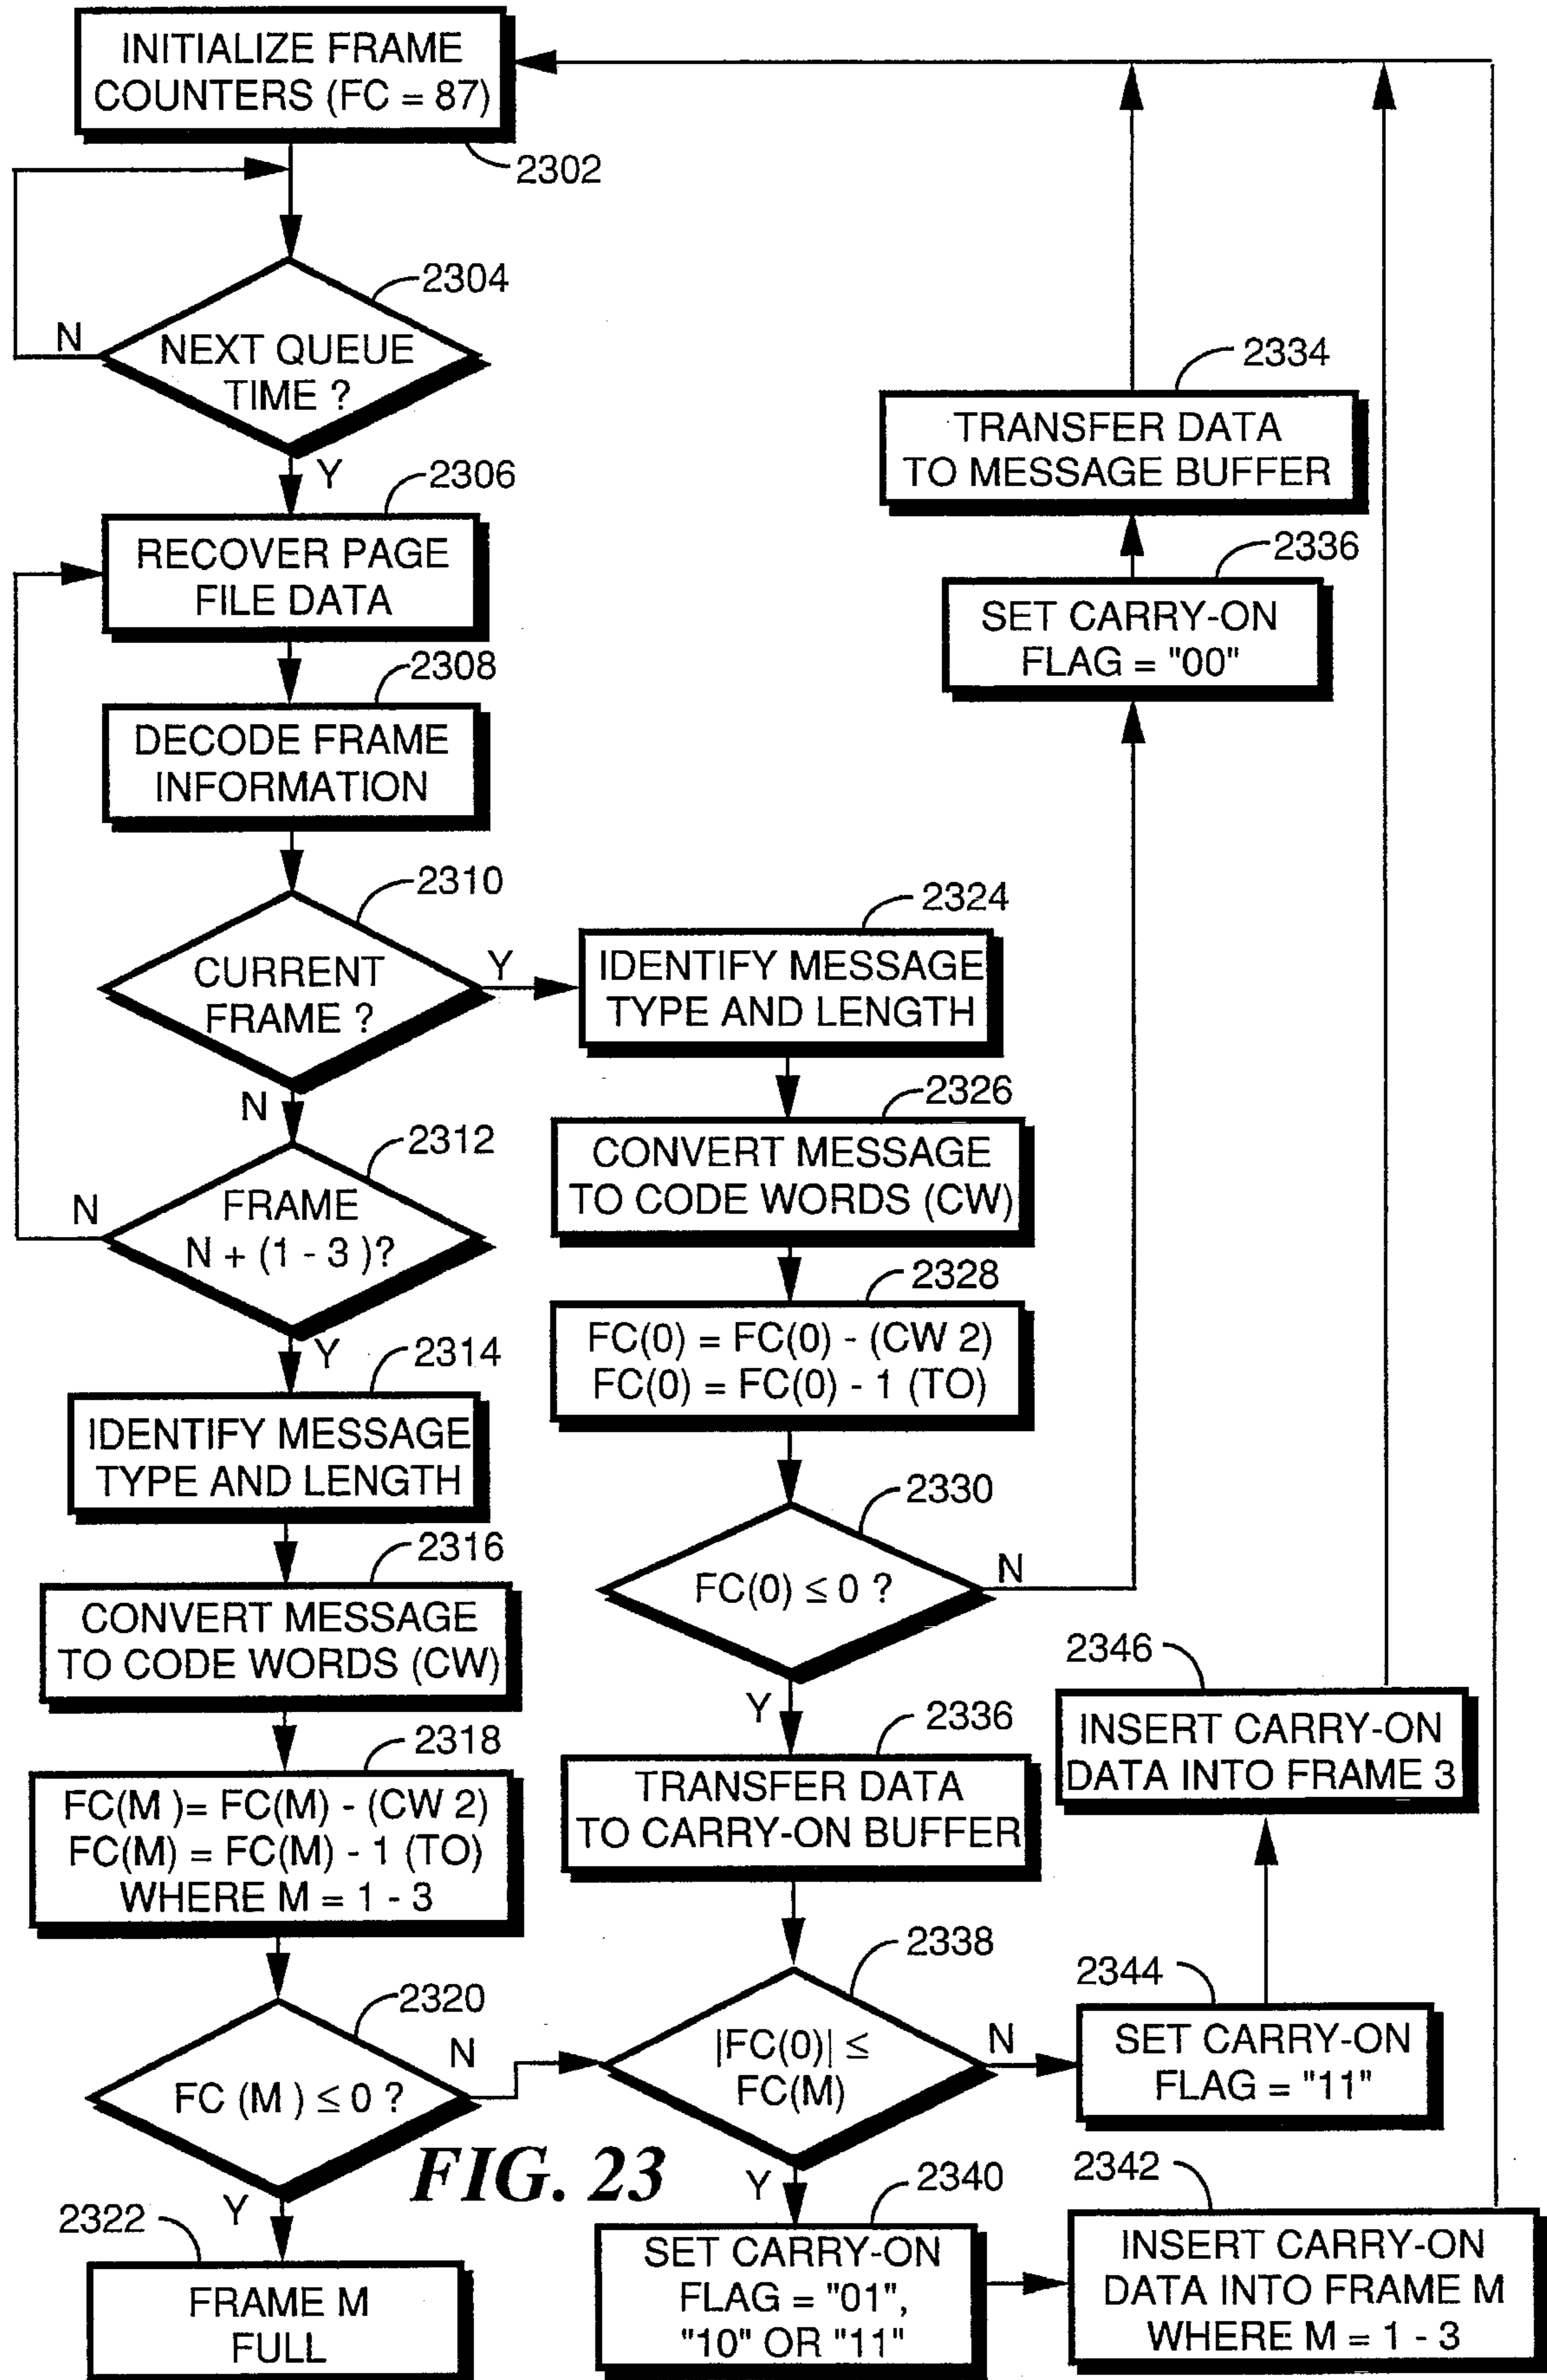 INITIALIZE FRAME
COUNTERS (FC = 87)
2302
2304
N
NEXT QUEUE
TIME ?
Y
2306
RECOVER PAGE
FILE DATA
2308
DECODE FRAME
INFORMATION
2310
CURRENT
FRAME ?
Y
N
2312
FRAME
N + (1 - 3 )?
N
Y
2314
IDENTIFY MESSAGE
TYPE AND LENGTH
2316
CONVERT MESSAGE
TO CODE WORDS (CW)
2318
FC(M )= FC(M) - (CW 2)
FC(M) = FC(M) - 1 (TO)
WHERE M = 1 - 3
2320
FC (M ) ≤ 0 ?
N
Y
2322
FRAME M
FULL
2324
IDENTIFY MESSAGE
TYPE AND LENGTH
2326
CONVERT MESSAGE
TO CODE WORDS (CW)
2328
FC(0) = FC(0) - (CW 2)
FC(0) = FC(0) - 1 (TO)
2330
FC(0) ≤ 0 ?
N
Y
2336
TRANSFER DATA
TO CARRY-ON BUFFER
2338
|FC(0)| ≤
FC(M)
N
Y
2340
SET CARRY-ON
FLAG = "01",
"10" OR "11"
2334
TRANSFER DATA
TO MESSAGE BUFFER
2336
SET CARRY-ON
FLAG = "00"
2346
INSERT CARRY-ON
DATA INTO FRAME 3
2344
SET CARRY-ON
FLAG = "11"
2342
INSERT CARRY-ON
DATA INTO FRAME M
WHERE M = 1 - 3
FIG. 23